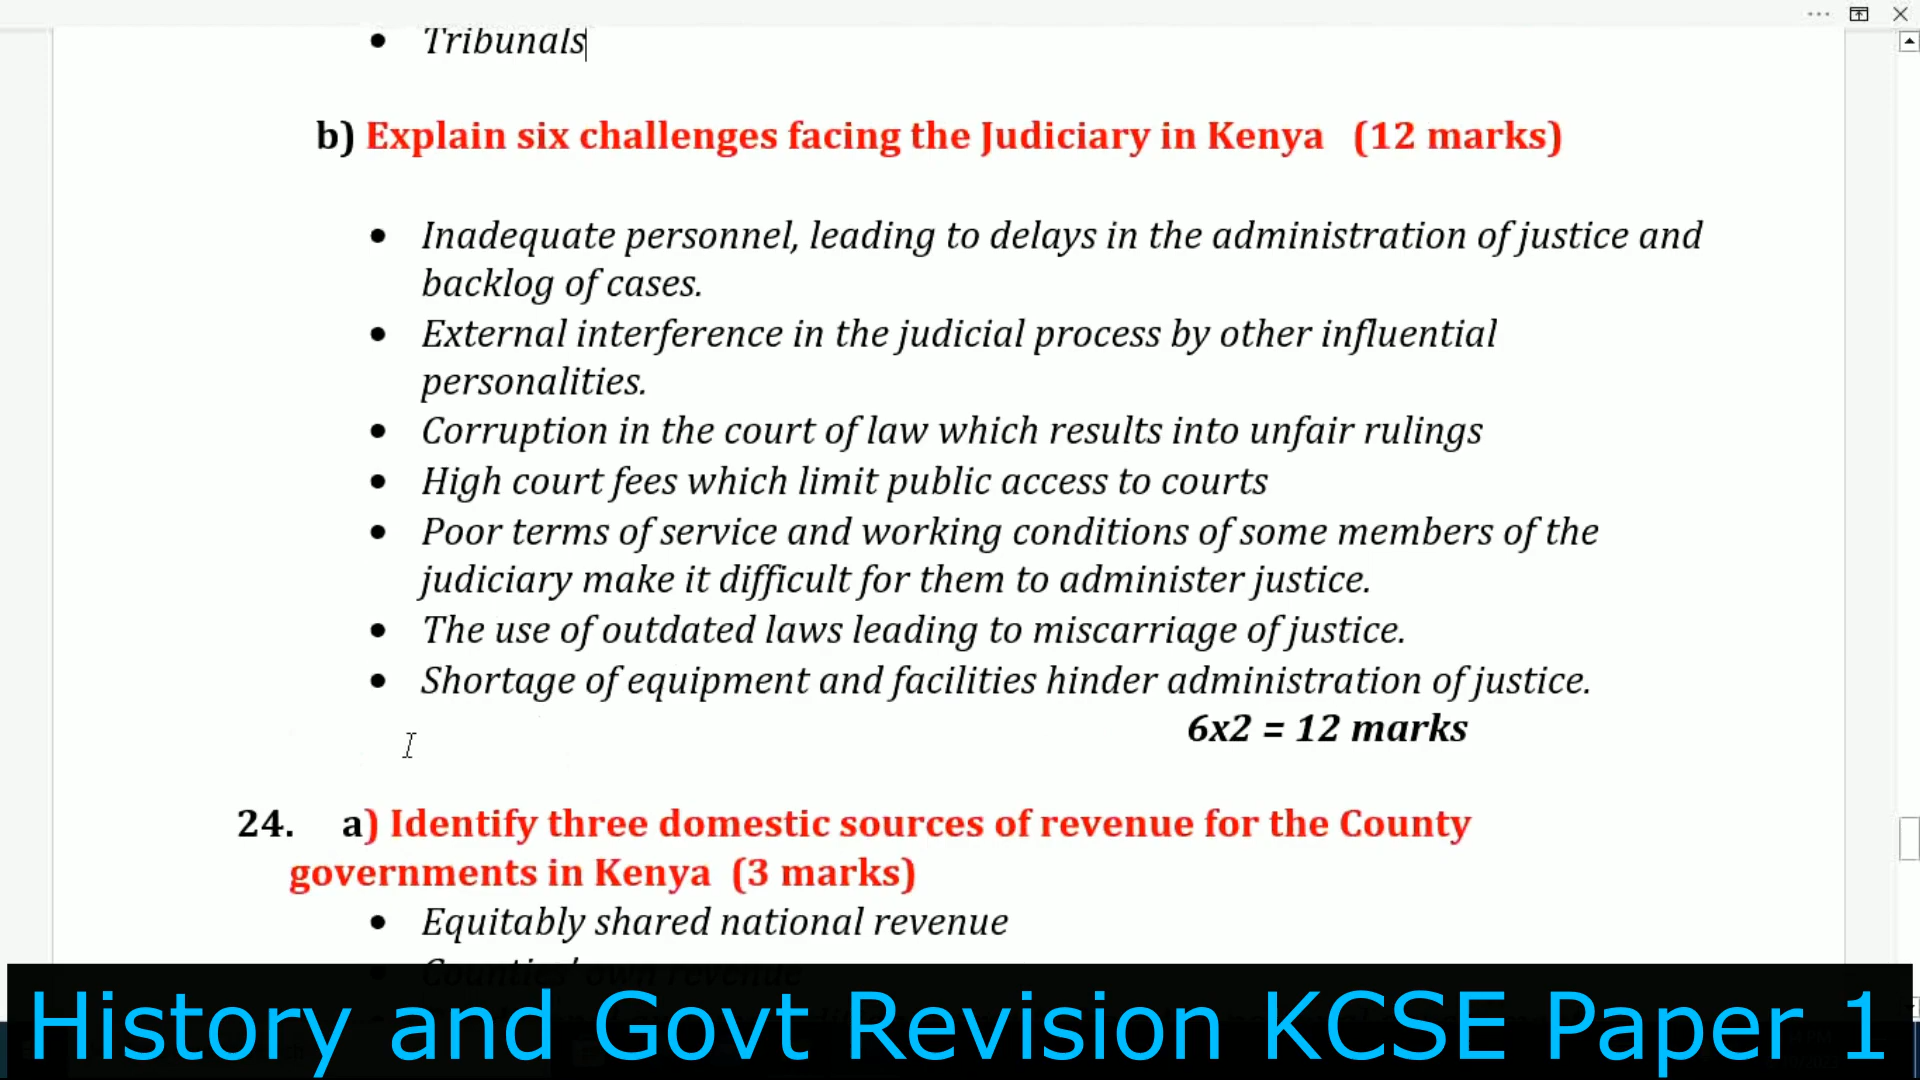 • Tribunals
b) Explain six challenges facing the Judiciary in Kenya (12 marks)
• Inadequate personnel, leading to delays in the administration of justice and
backlog of cases.
• External interference in the judicial process by other influential
personalities.
• Corruption in the court of law which results into unfair rulings
• High court fees which limit public access to courts
• Poor terms of service and working conditions of some members of the
judiciary make it difficult for them to administer justice.
• The use of outdated laws leading to miscarriage of justice.
• Shortage of equipment and facilities hinder administration of justice.
6x2 = 12 marks
24. a) Identify three domestic sources of revenue for the County
governments in Kenya (3 marks)
• Equitably shared national revenue
• Counties' own revenue
History and Govt Revision KCSE Paper 1